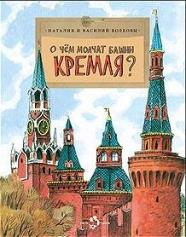 НАТАЛИЯ И ВАСИЛИЙ ВОЛКОВЫ
О ЧЁМ МОЛЧАТ БАШНИ
КРЕМЛЯ?